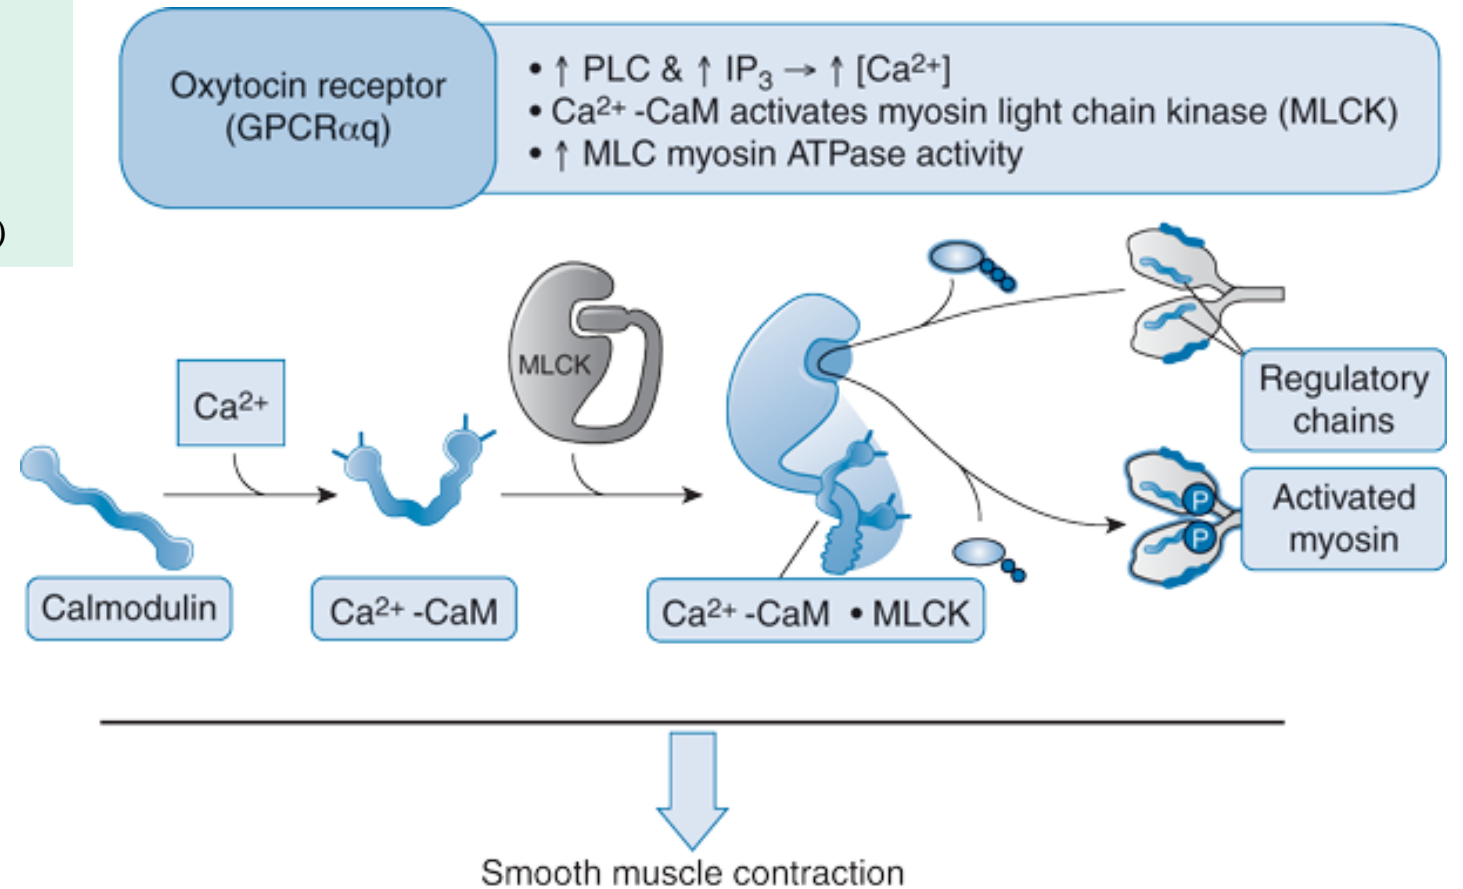 Oxytocin receptor
(GPCRαq)
• ↑ PLC & ↑ IP₃ → ↑ [Ca²⁺]
• Ca²⁺ -CaM activates myosin light chain kinase (MLCK)
• ↑ MLC myosin ATPase activity
)
MLCK
Ca²⁺
Regulatory
chains
P
P
Activated
myosin
Calmodulin
Ca²⁺ -CaM
Ca²⁺ -CaM • MLCK
Smooth muscle contraction